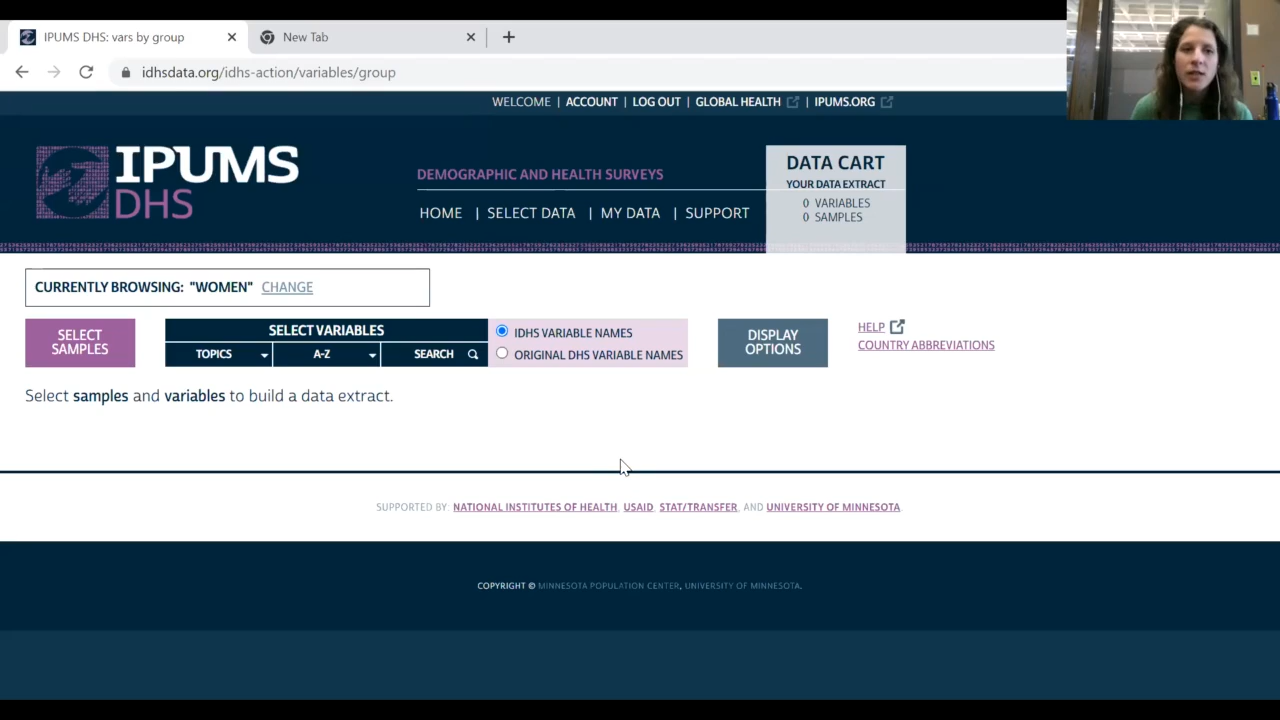 IPUMS DHS: vars by group
New Tab
idhsdata.org/idhs-action/variables/group
WELCOME | ACCOUNT | LOG OUT | GLOBAL HEALTH | IPUMS.ORG
IPUMS
DHS
DEMOGRAPHIC AND HEALTH SURVEYS
HOME | SELECT DATA | MY DATA | SUPPORT
DATA CART
YOUR DATA EXTRACT
0 VARIABLES
0 SAMPLES
CURRENTLY BROWSING: "WOMEN" CHANGE
SELECT
SAMPLES
SELECT VARIABLES
TOPICS
A-Z
SEARCH
IDHS VARIABLE NAMES
ORIGINAL DHS VARIABLE NAMES
DISPLAY
OPTIONS
HELP
COUNTRY ABBREVIATIONS
Select samples and variables to build a data extract.
SUPPORTED BY: NATIONAL INSTITUTES OF HEALTH, USAID, STAT/TRANSFER, AND UNIVERSITY OF MINNESOTA
COPYRIGHT © MINNESOTA POPULATION CENTER, UNIVERSITY OF MINNESOTA.